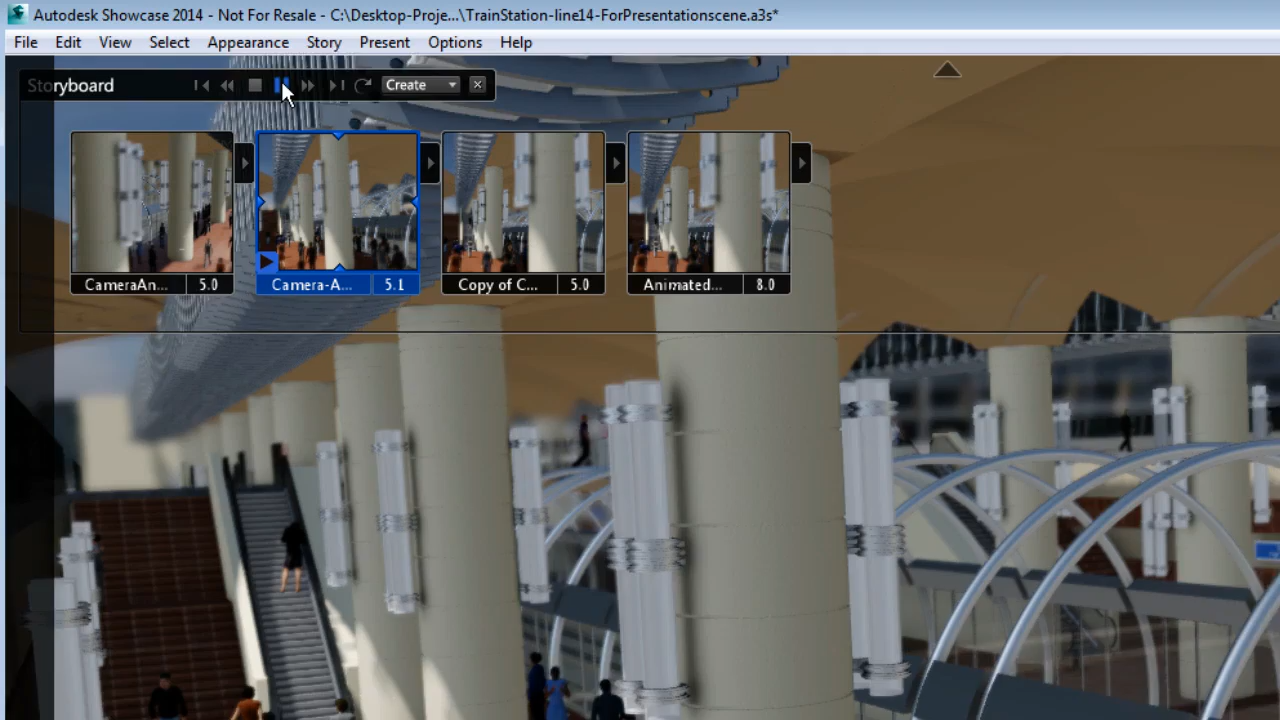 Autodesk Showcase 2014 - Not For Resale - C:\Desktop-Proje...\TrainStation-line14-ForPresentationscene.a3s*
File Edit View Select Appearance Story Present Options Help
Storyboard Create
CameraAn... 5.0 Camera-A... 5.1 Copy of C... 5.0 Animated... 8.0